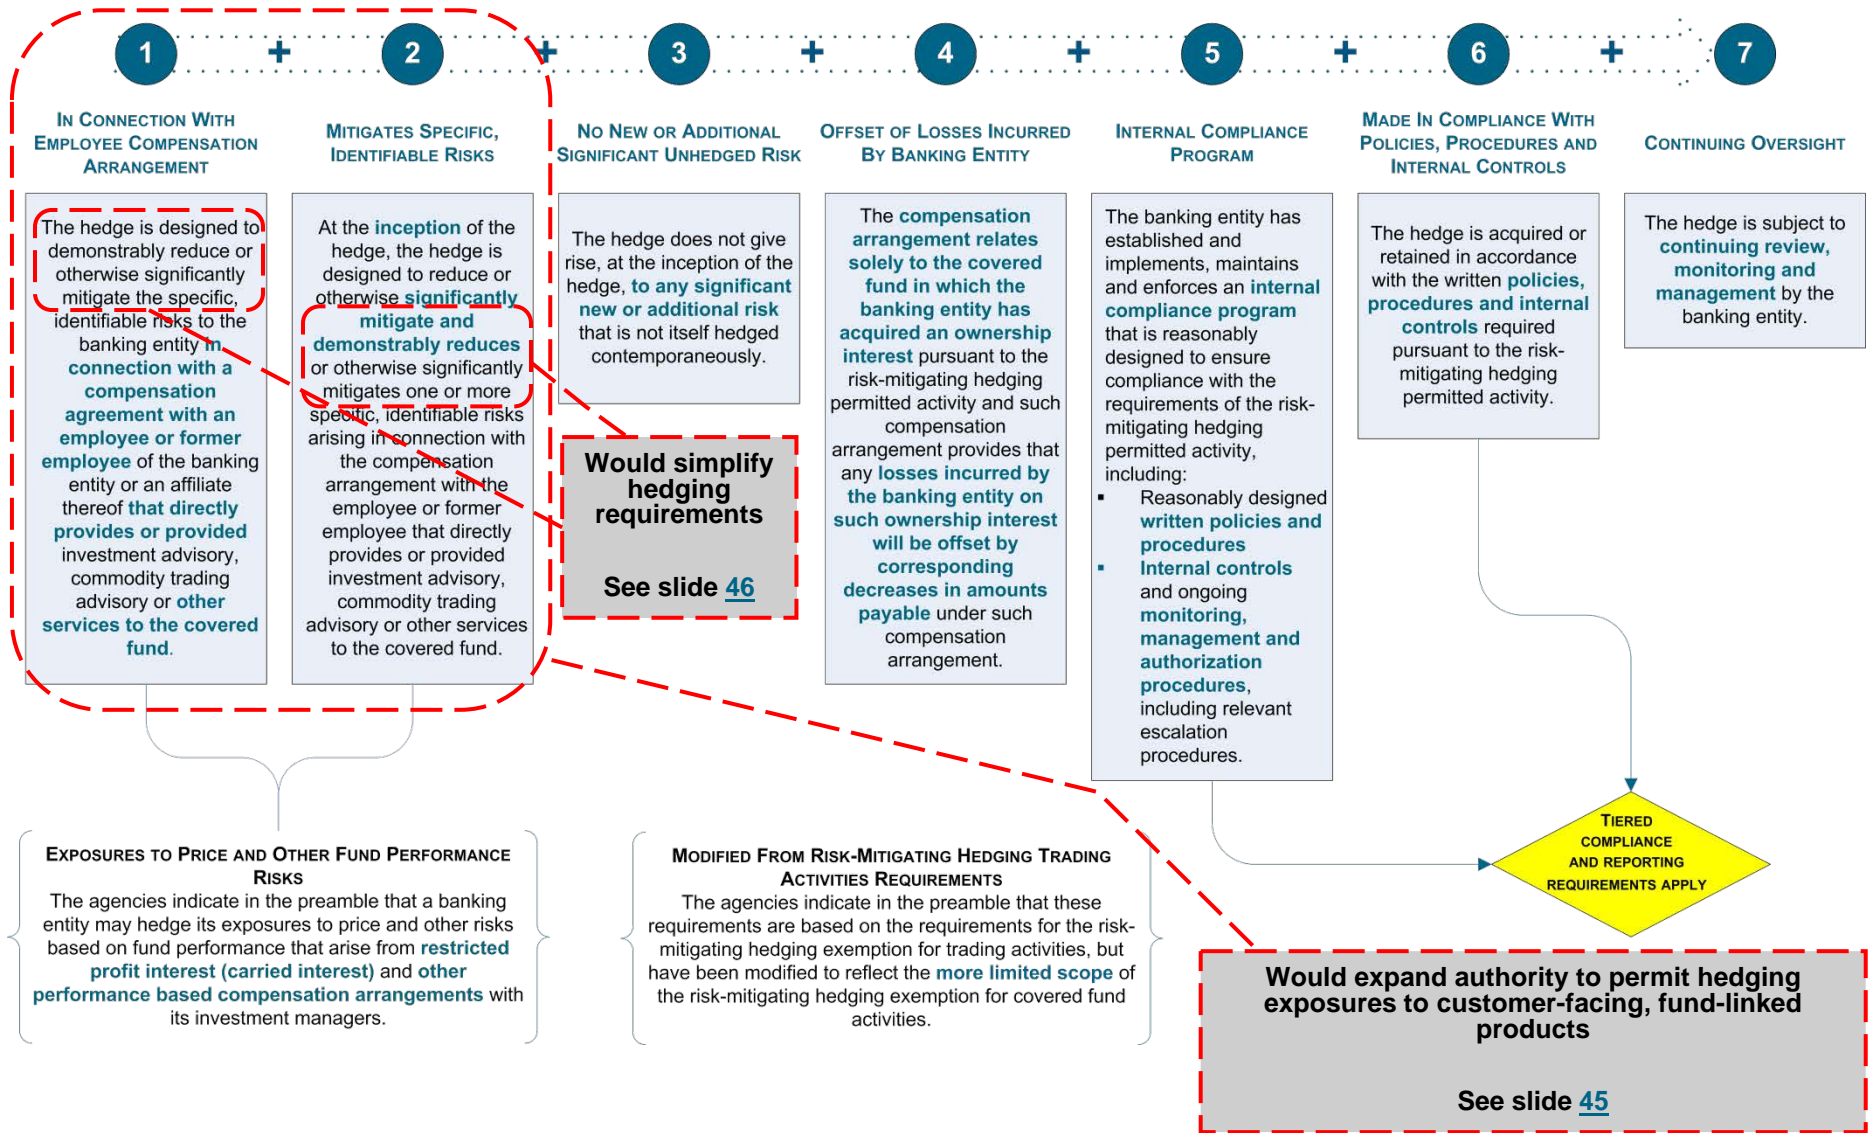 1 + 2 + 3 + 4 + 5 + 6 + 7
IN CONNECTION WITH
EMPLOYEE COMPENSATION
ARRANGEMENT
The hedge is designed to
demonstrably reduce or
otherwise significantly
mitigate the specific,
identifiable risks to the
banking entity in
connection with a
compensation
agreement with an
employee or former
employee of the banking
entity or an affiliate
thereof that directly
provides or provided
investment advisory,
commodity trading
advisory or other
services to the covered
fund.
MITIGATES SPECIFIC,
IDENTIFIABLE RISKS
At the inception of the
hedge, the hedge is
designed to reduce or
otherwise significantly
mitigate and
demonstrably reduces
or otherwise significantly
mitigates one or more
specific, identifiable risks
arising in connection with
the compensation
arrangement with the
employee or former
employee that directly
provides or provided
investment advisory,
commodity trading
advisory or other services
to the covered fund.
NO NEW OR ADDITIONAL
SIGNIFICANT UNHEDGED RISK
The hedge does not give
rise, at the inception of the
hedge, to any significant
new or additional risk
that is not itself hedged
contemporaneously.
Would simplify
hedging
requirements
See slide 46
OFFSET OF LOSSES INCURRED
BY BANKING ENTITY
The compensation
arrangement relates
solely to the covered
fund in which the
banking entity has
acquired an ownership
interest pursuant to the
risk-mitigating hedging
permitted activity and such
compensation
arrangement provides that
any losses incurred by
the banking entity on
such ownership interest
will be offset by
corresponding
decreases in amounts
payable under such
compensation
arrangement.
INTERNAL COMPLIANCE
PROGRAM
The banking entity has
established and
implements, maintains
and enforces an internal
compliance program
that is reasonably
designed to ensure
compliance with the
requirements of the risk-
mitigating hedging
permitted activity,
including:
▪ Reasonably designed
written policies and
procedures
▪ Internal controls
and ongoing
monitoring,
management and
authorization
procedures,
including relevant
escalation
procedures.
MADE IN COMPLIANCE WITH
POLICIES, PROCEDURES AND
INTERNAL CONTROLS
The hedge is acquired or
retained in accordance
with the written policies,
procedures and internal
controls required
pursuant to the risk-
mitigating hedging
permitted activity.
CONTINUING OVERSIGHT
The hedge is subject to
continuing review,
monitoring and
management by the
banking entity.
TIERED
COMPLIANCE
AND REPORTING
REQUIREMENTS APPLY
EXPOSURES TO PRICE AND OTHER FUND PERFORMANCE
RISKS
The agencies indicate in the preamble that a banking
entity may hedge its exposures to price and other risks
based on fund performance that arise from restricted
profit interest (carried interest) and other
performance based compensation arrangements with
its investment managers.
MODIFIED FROM RISK-MITIGATING HEDGING TRADING
ACTIVITIES REQUIREMENTS
The agencies indicate in the preamble that these
requirements are based on the requirements for the risk-
mitigating hedging exemption for trading activities, but
have been modified to reflect the more limited scope of
the risk-mitigating hedging exemption for covered fund
activities.
Would expand authority to permit hedging
exposures to customer-facing, fund-linked
products
See slide 45